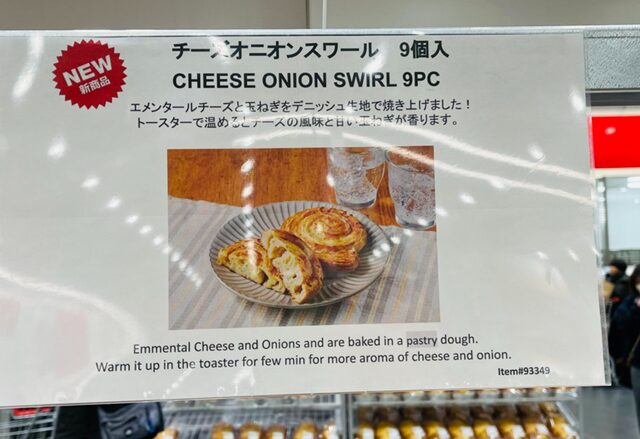 NEW
新商品
チーズオニオンスワール　9個入
CHEESE ONION SWIRL 9PC
エメンタールチーズと玉ねぎをデニッシュ生地で焼き上げました！
トースターで温めるとチーズの風味と甘い玉ねぎが香ります。
Emmental Cheese and Onions and are baked in a pastry dough.
Warm it up in the toaster for few min for more aroma of cheese and onion.
Item#93349